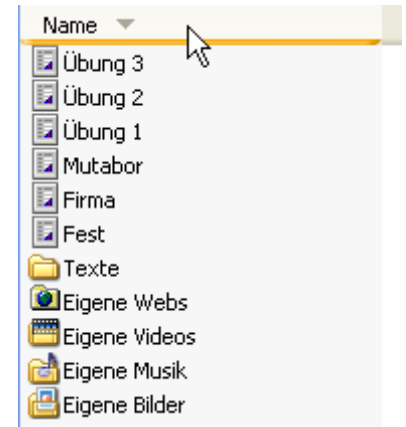 Name
Übung 3
Übung 2
Übung 1
Mutabor
Firma
Fest
Texte
Eigene Webs
Eigene Videos
Eigene Musik
Eigene Bilder